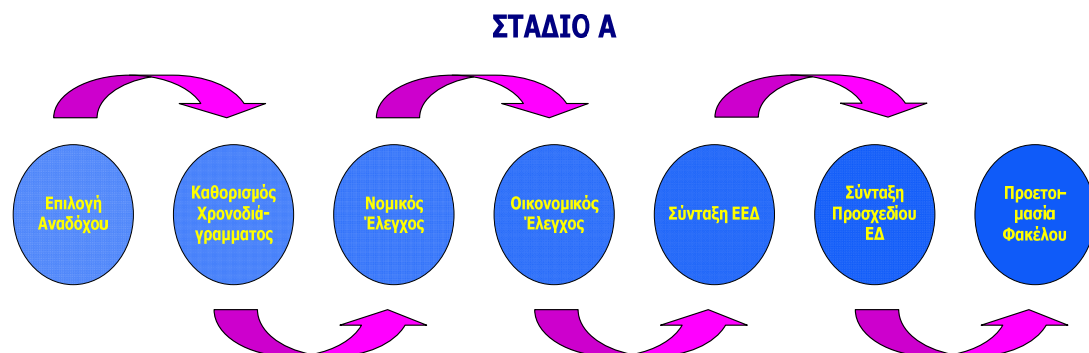 ΣΤΑΔΙΟ Α
Επιλογή
Αναδόχου
Καθορισμός
Χρονοδιά-
γραμματος
Νομικός
Έλεγχος
Οικονομικός
Έλεγχος
Σύνταξη ΕΕΔ
Σύνταξη
Προσχεδίου
ΕΔ
Προετοι-
μασία
Φακέλου